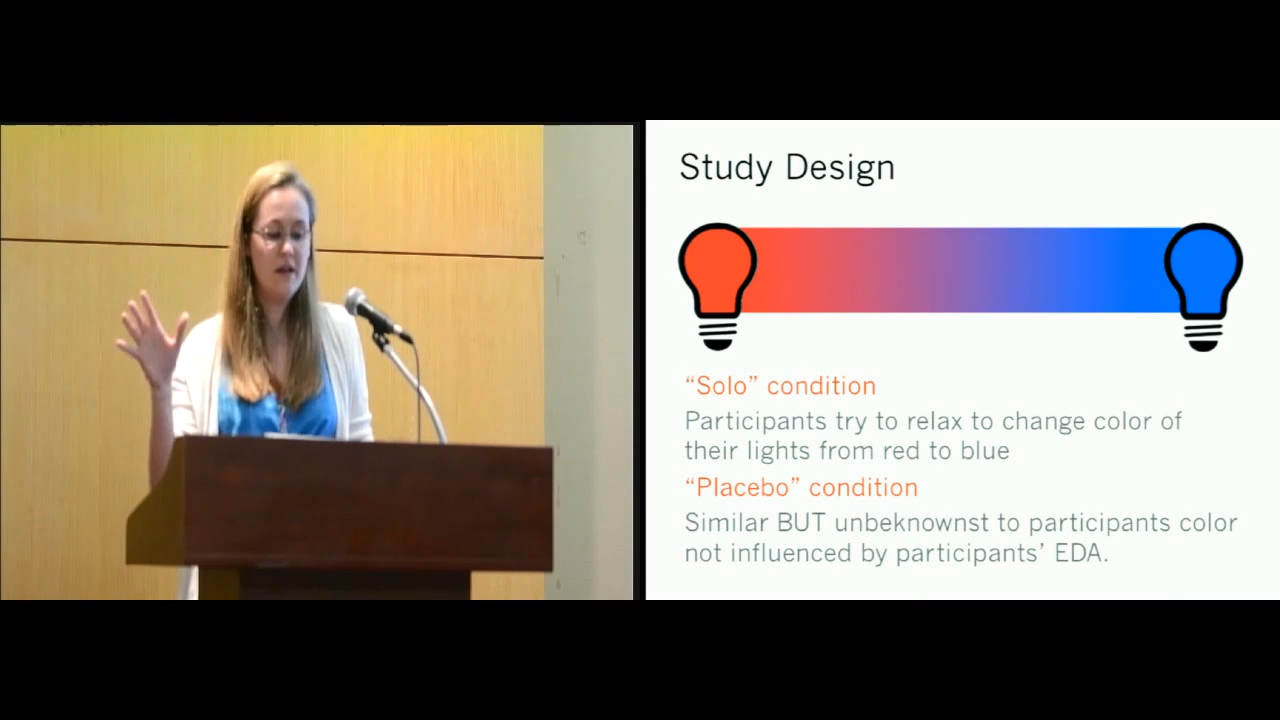 Study Design
“Solo” condition
Participants try to relax to change color of
their lights from red to blue
“Placebo” condition
Similar BUT unbeknownst to participants color
not influenced by participants’ EDA.